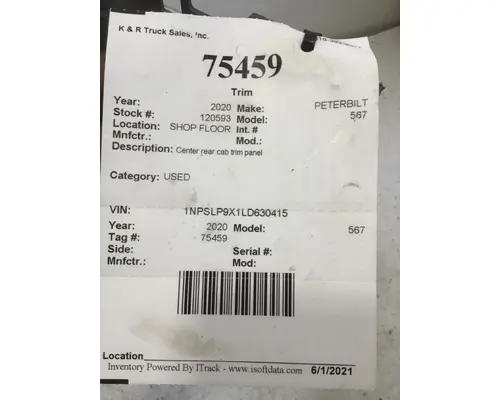 K & R Truck Sales, Inc.
75459
Trim
Year: 2020 Make: PETERBILT
Stock #: 120593 Model: 567
Location: SHOP FLOOR Int. #
Mnfctr.: Mod.:
Description: Center rear cab trim panel
Category: USED
VIN: 1NPSLP9X1LD630415
Year: 2020 Model: 567
Tag #: 75459
Side: Serial #:
Mnfctr.: Mod:
Location
Inventory Powered By ITrack - www.isoftdata.com 6/1/2021